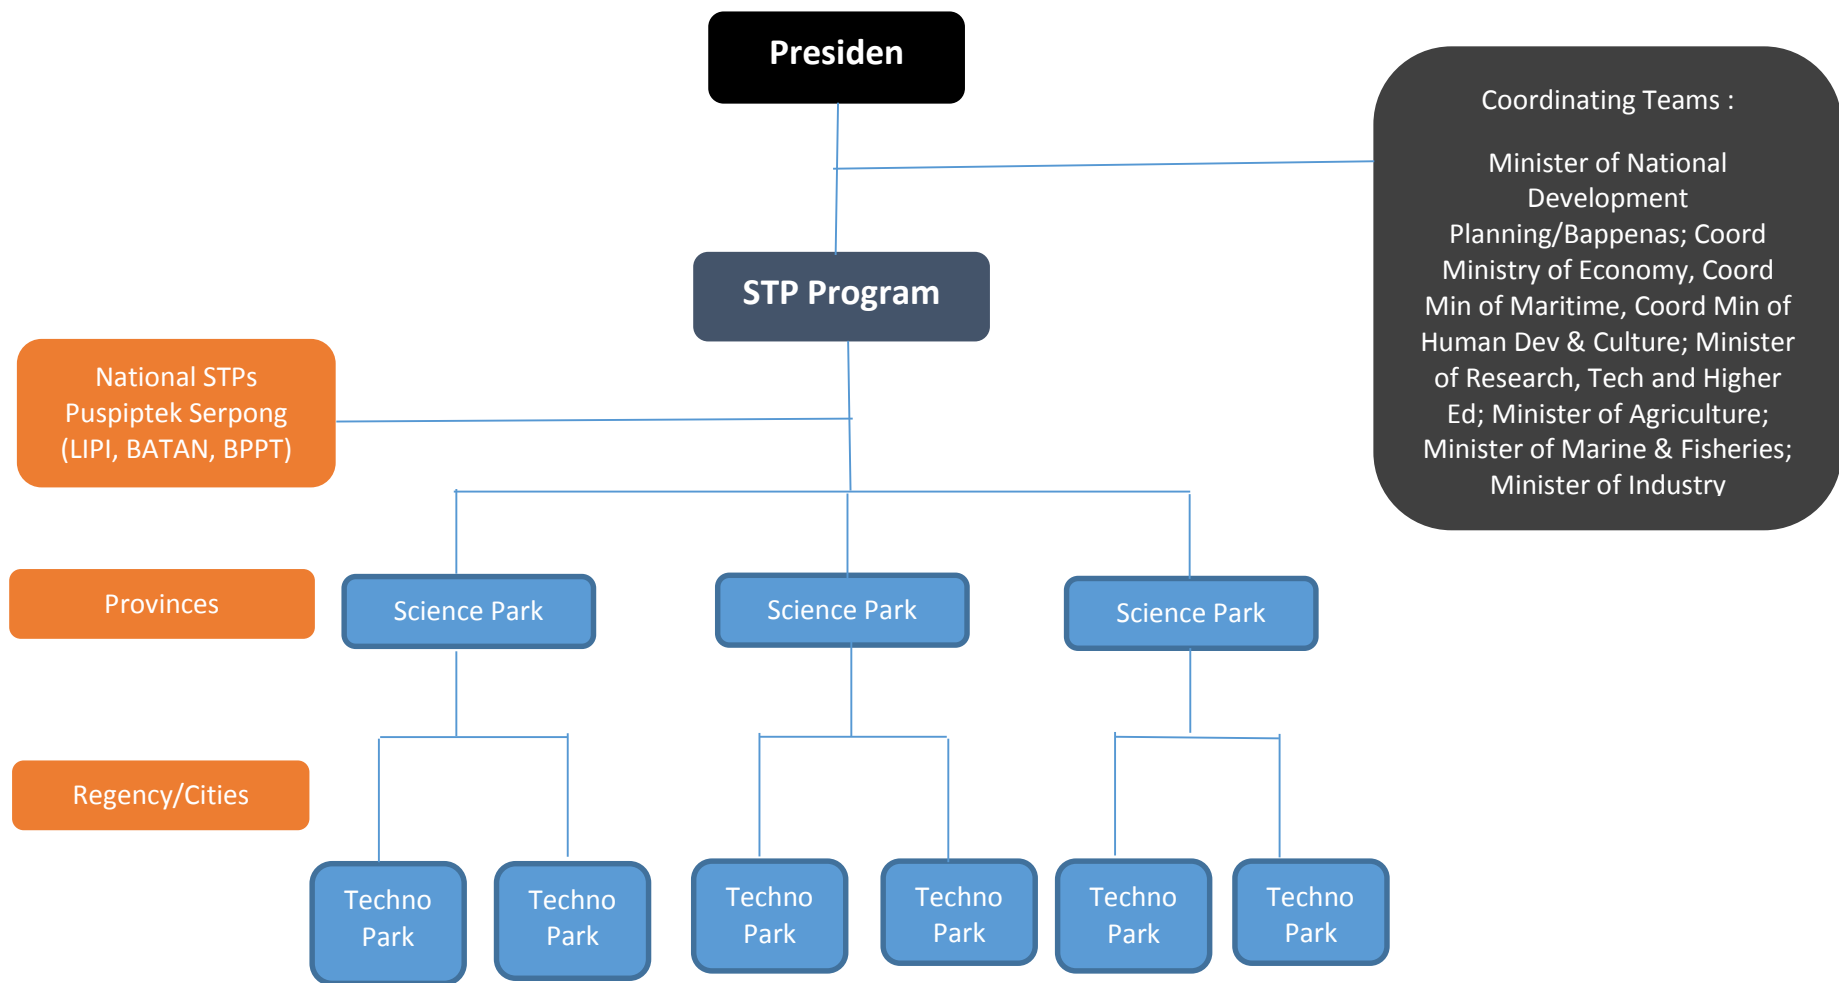 Presiden
Coordinating Teams :
Minister of National
Development
Planning/Bappenas; Coord
Ministry of Economy, Coord
Min of Maritime, Coord Min of
Human Dev & Culture; Minister
of Research, Tech and Higher
Ed; Minister of Agriculture;
Minister of Marine & Fisheries;
Minister of Industry
STP Program
National STPs
Puspiptek Serpong
(LIPI, BATAN, BPPT)
Provinces
Science Park
Science Park
Science Park
Regency/Cities
Techno
Park
Techno
Park
Techno
Park
Techno
Park
Techno
Park
Techno
Park